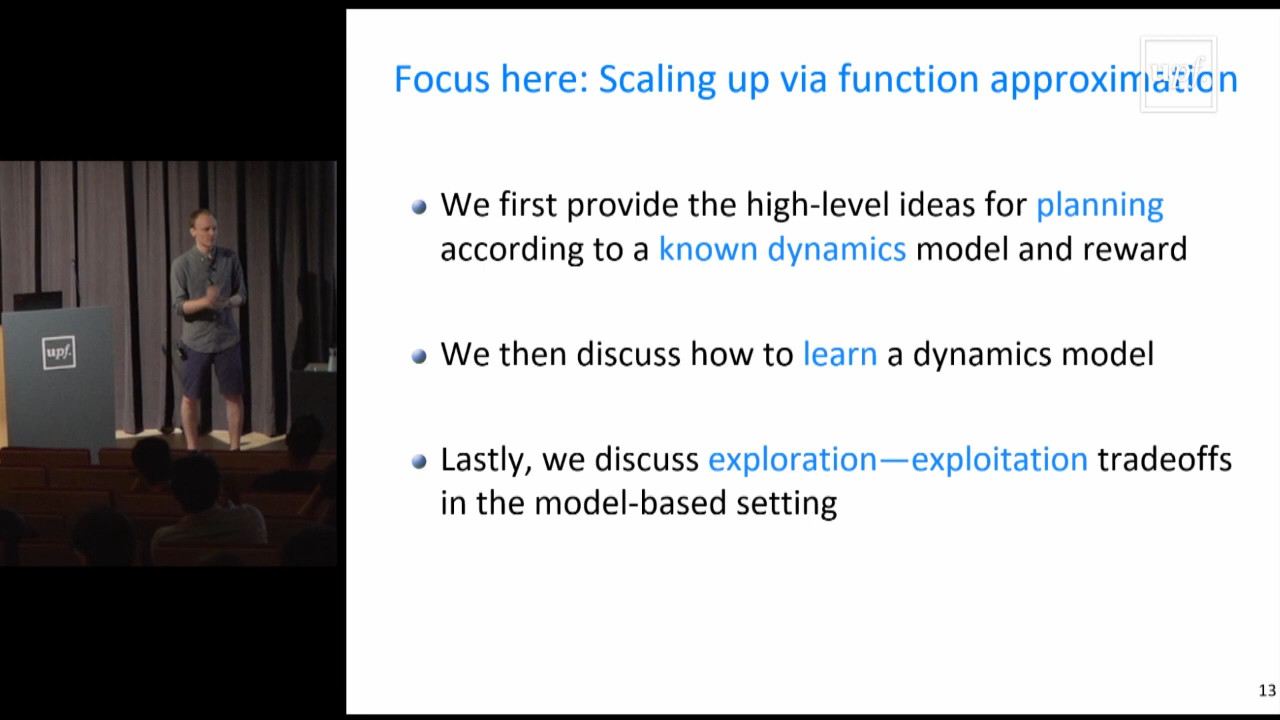 Focus here: Scaling up via function approximation
upf.
We first provide the high-level ideas for planning
according to a known dynamics model and reward
We then discuss how to learn a dynamics model
Lastly, we discuss exploration—exploitation tradeoffs
in the model-based setting
upf.
13